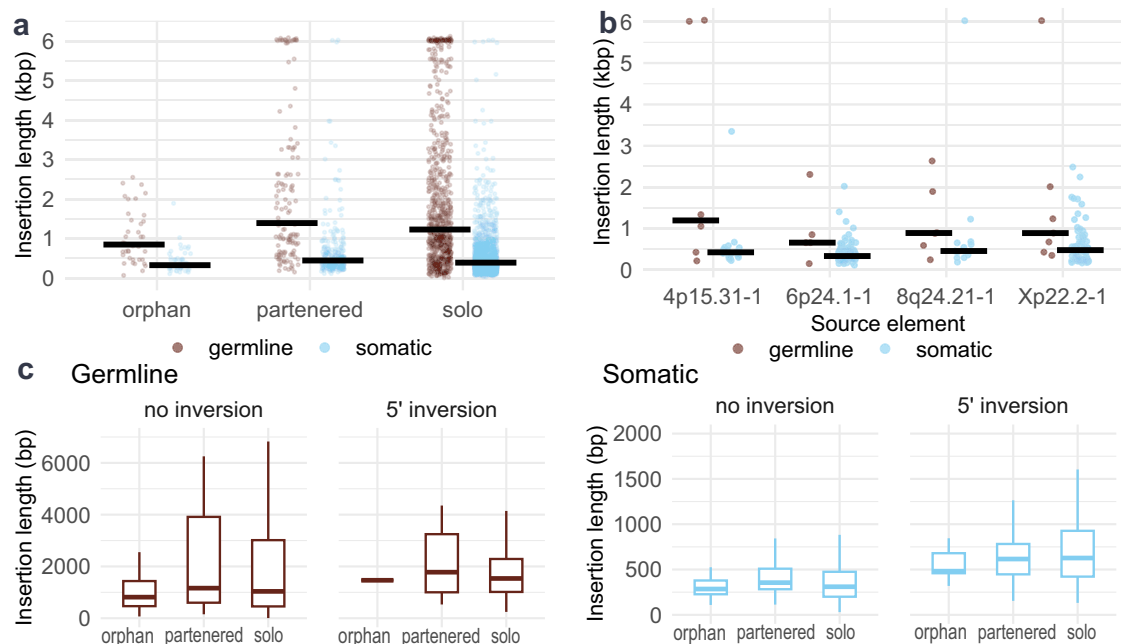 a
Insertion length (kbp)
6
5
4
3
2
1
0
orphan partenered solo
germline somatic
b
Insertion length (kbp)
6
5
4
3
2
1
0
4p15.31-1 6p24.1-1 8q24.21-1 Xp22.2-1
Source element
germline somatic
c Germline
no inversion 5' inversion
Insertion length (bp)
6000
4000
2000
0
orphan partenered solo orphan partenered solo
Somatic
no inversion 5' inversion
Insertion length (bp)
2000
1500
1000
500
0
orphan partenered solo orphan partenered solo